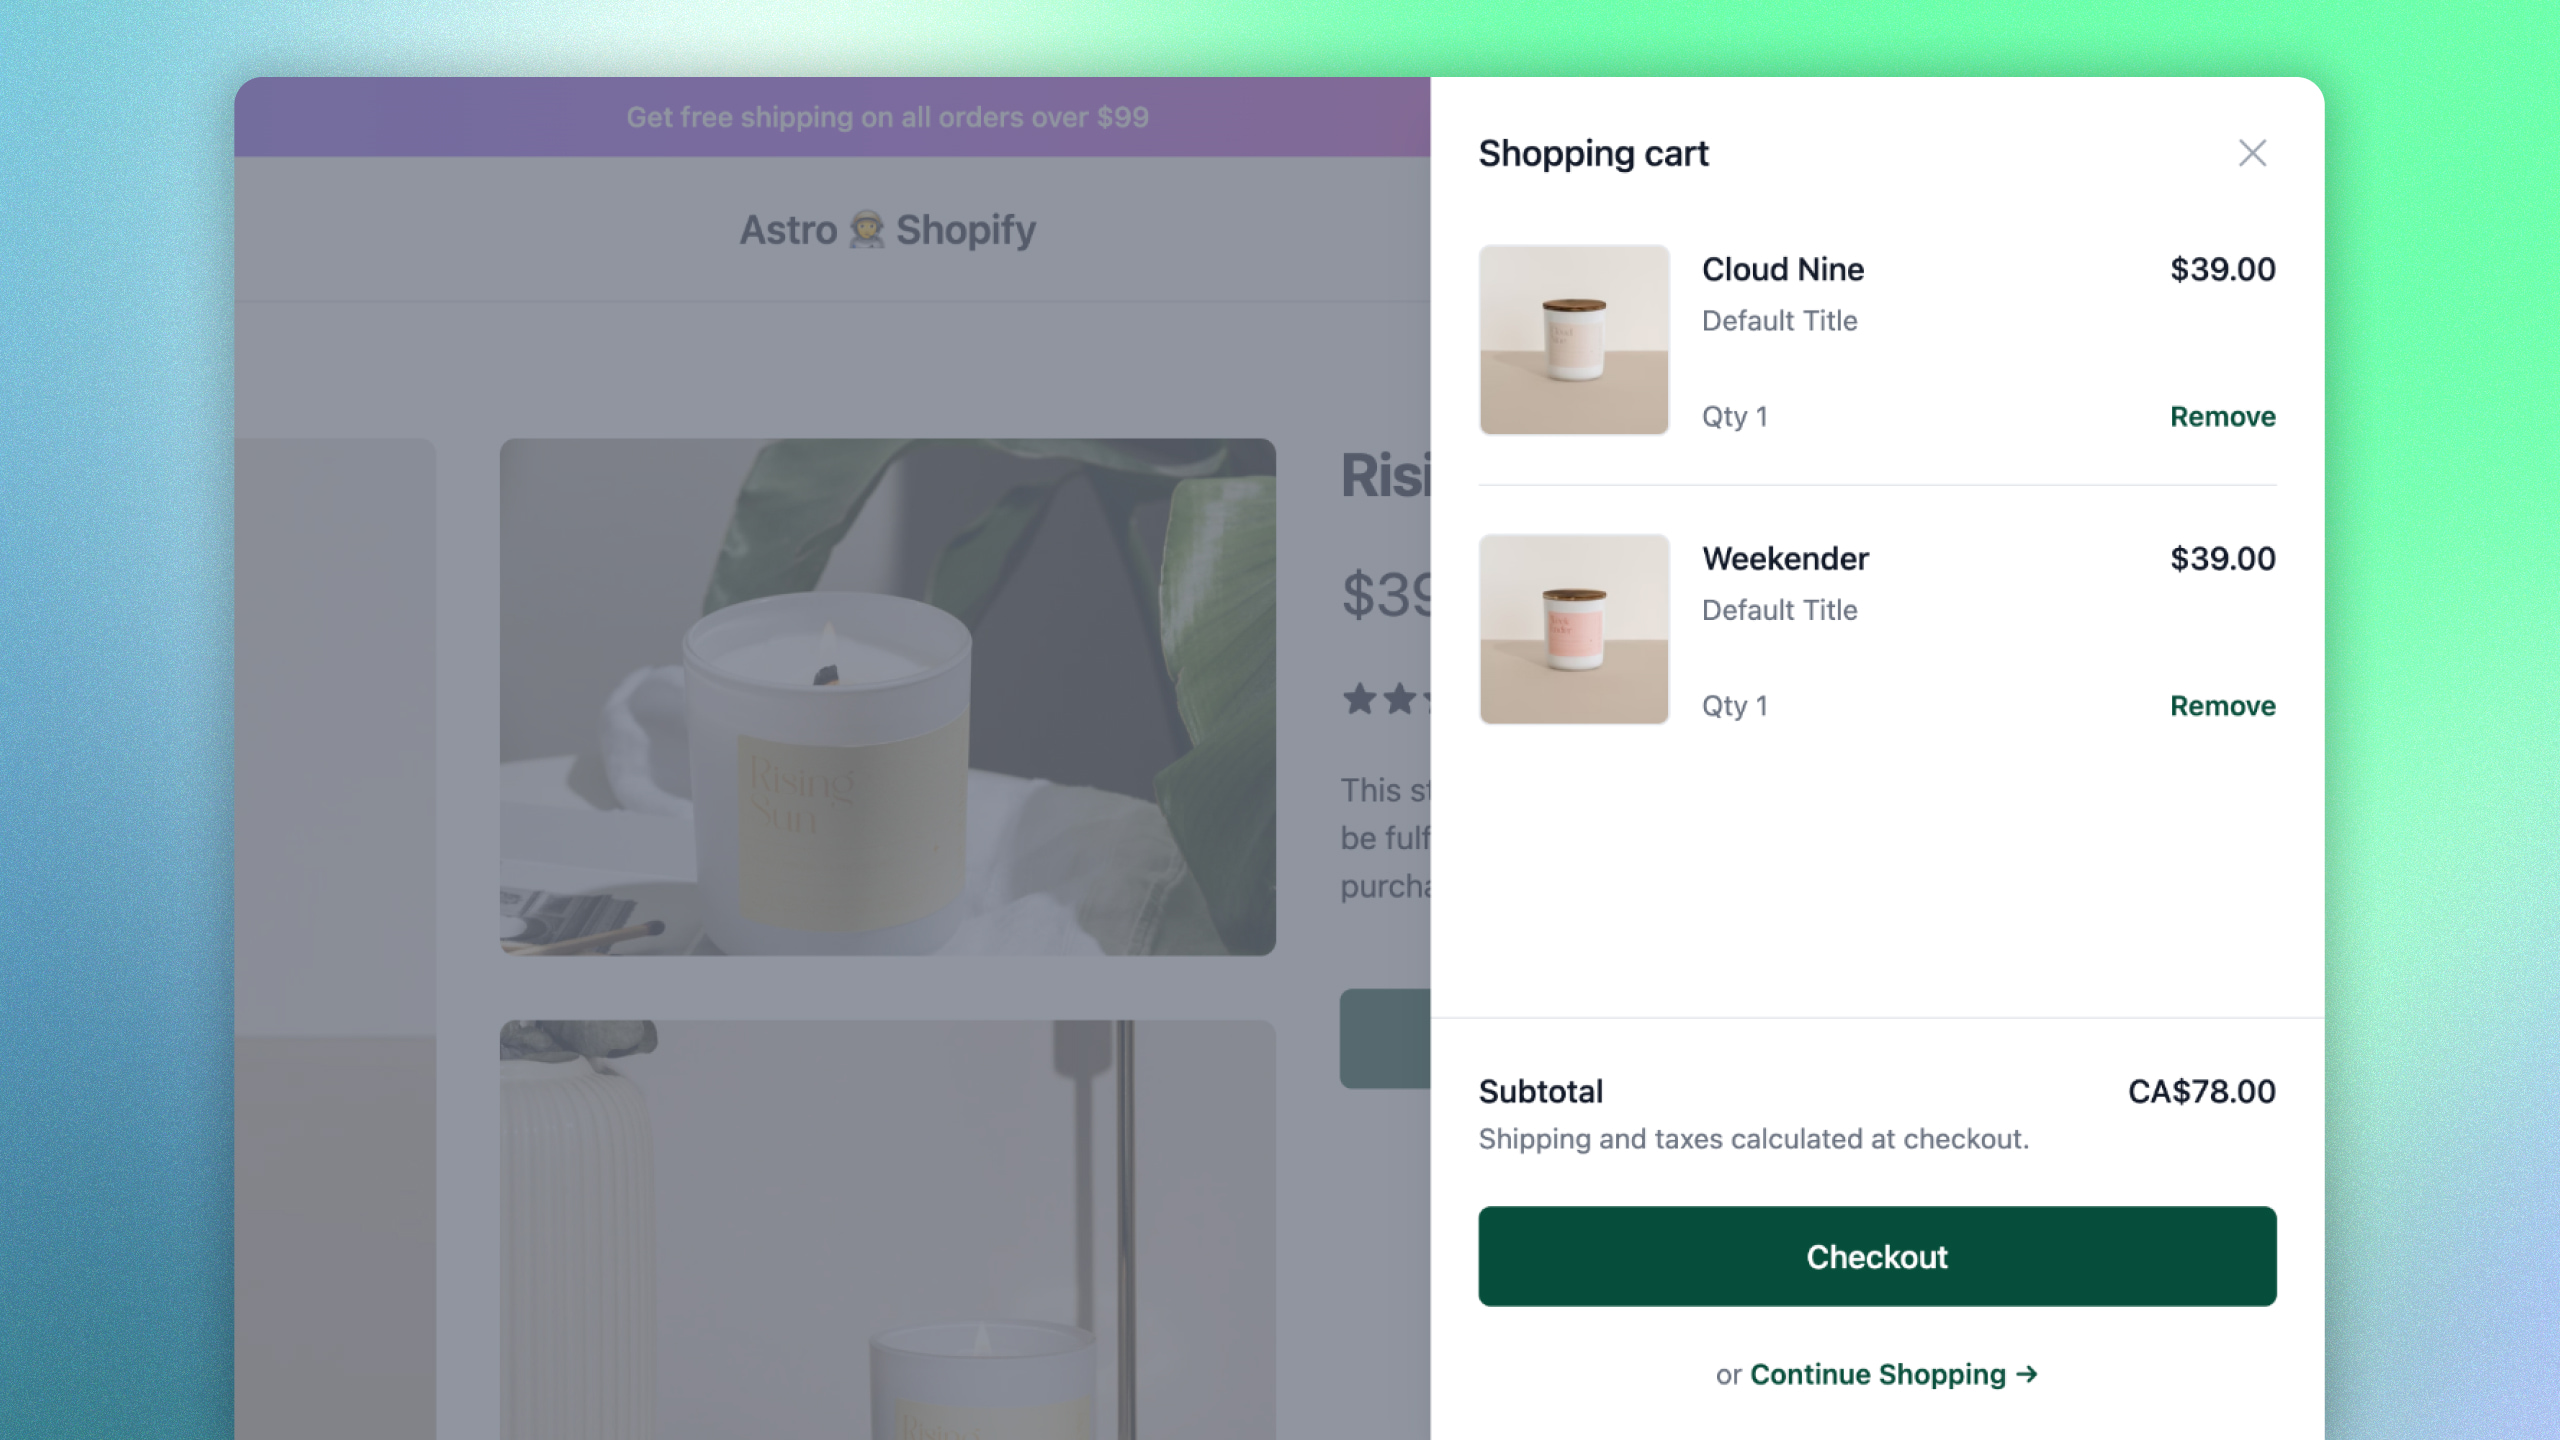 Get free shipping on all orders over $99
Astro Shopify
Risi
$39
This st
be fulf
purcha
Rising
Sun
Rising
Shopping cart
Cloud Nine
$39.00
Default Title
Qty 1
Remove
Weekender
$39.00
Default Title
Qty 1
Remove
Subtotal
CA$78.00
Shipping and taxes calculated at checkout.
Checkout
or Continue Shopping →